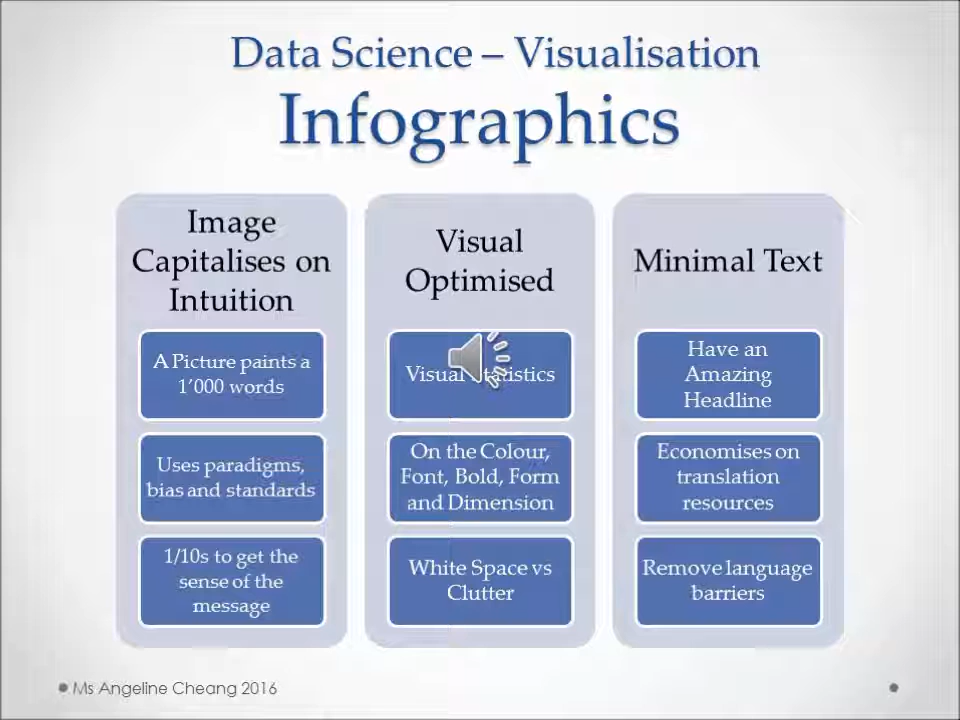 Data Science – Visualisation
Infographics
Image
Capitalises on
Intuition
A Picture paints a
1’000 words
Uses paradigms,
bias and standards
1/10s to get the
sense of the
message
Visual
Optimised
Visual Statistics
On the Colour,
Font, Bold, Form
and Dimension
White Space vs
Clutter
Minimal Text
Have an
Amazing
Headline
Economises on
translation
resources
Remove language
barriers
Ms Angeline Cheang 2016